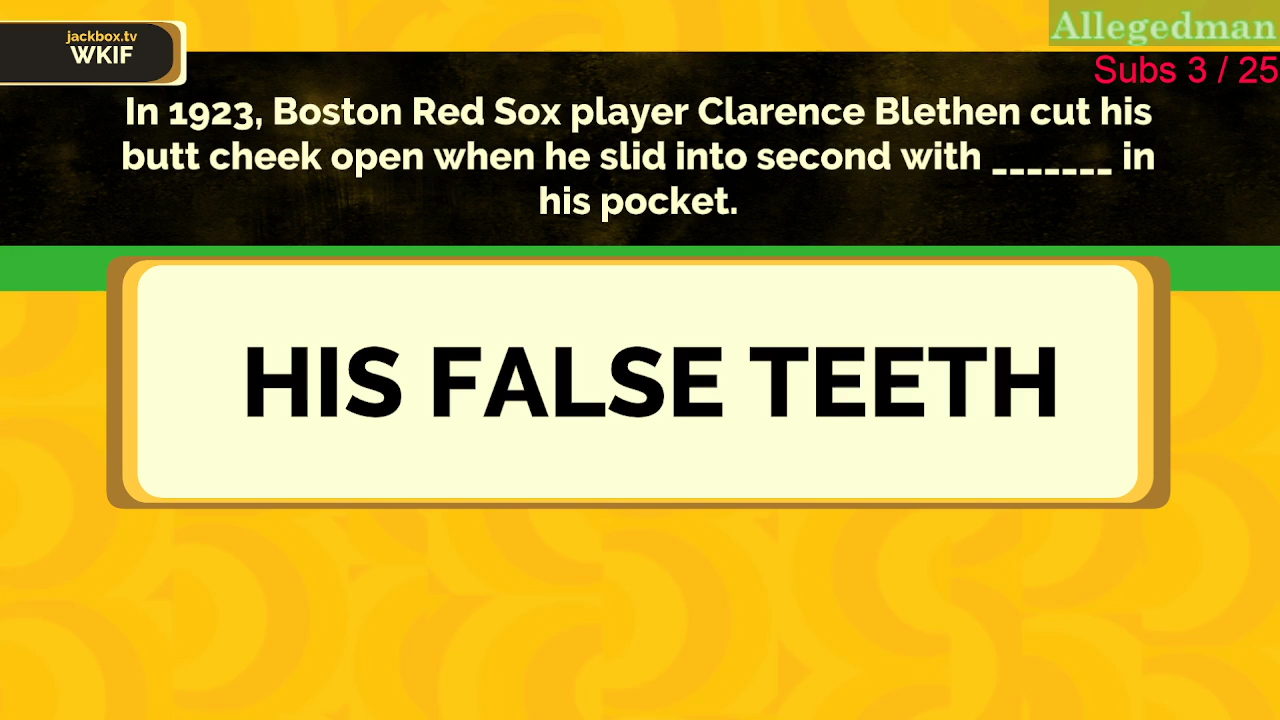 jackbox.tv
WKIF
Allegedman
Subs 3 / 25
In 1923, Boston Red Sox player Clarence Blethen cut his
butt cheek open when he slid into second with _______ in
his pocket.
HIS FALSE TEETH